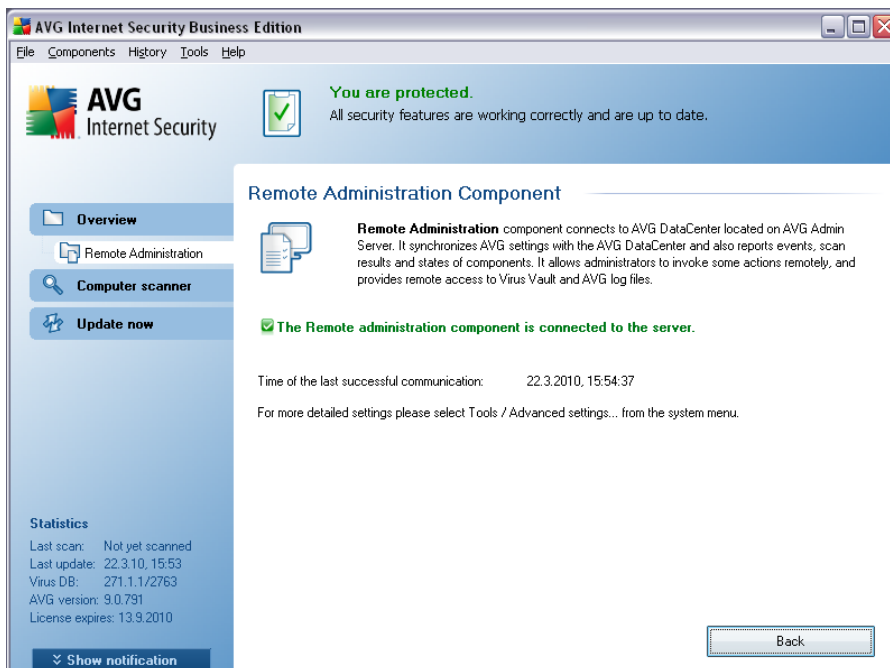 AVG Internet Security Business Edition
File Components History Tools Help
AVG
Internet Security
You are protected.
All security features are working correctly and are up to date.
Overview
Remote Administration
Computer scanner
Update now
Remote Administration Component
Remote Administration component connects to AVG DataCenter located on AVG Admin
Server. It synchronizes AVG settings with the AVG DataCenter and also reports events, scan
results and states of components. It allows administrators to invoke some actions remotely, and
provides remote access to Virus Vault and AVG log files.
The Remote administration component is connected to the server.
Time of the last successful communication: 22.3.2010, 15:54:37
For more detailed settings please select Tools / Advanced settings... from the system menu.
Statistics
Last scan: Not yet scanned
Last update: 22.3.10, 15:53
Virus DB: 271.1.1/2763
AVG version: 9.0.791
License expires: 13.9.2010
Show notification
Back